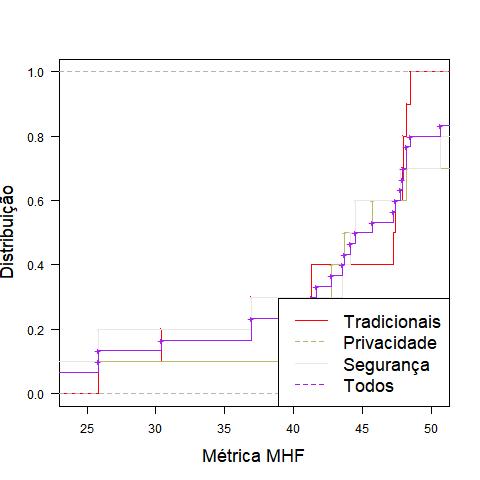 Distribuição
1.0
0.8
0.6
0.4
0.2
0.0
Tradicionais
Privacidade
Segurança
Todos
25 30 35 40 45 50
Métrica MHF